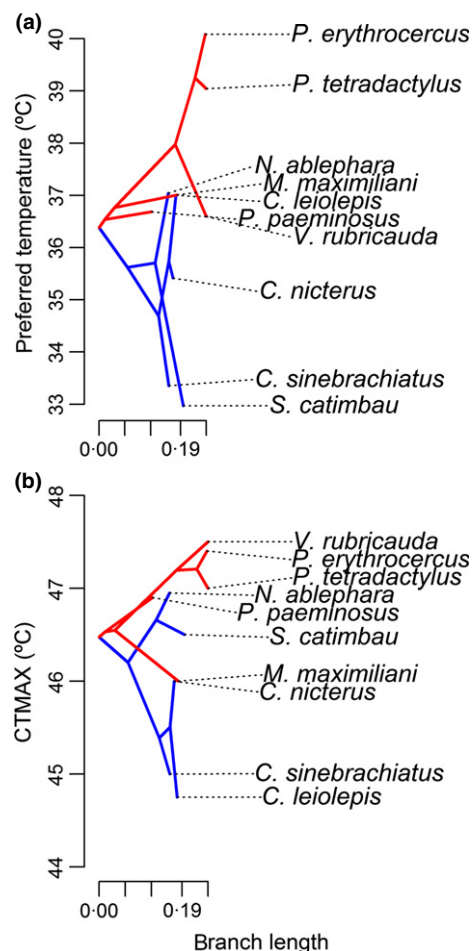 (a)
Preferred temperature (ºC)
40
39
38
37
36
35
34
33
P. erythrocercus
P. tetradactylus
N. ablephara
M. maximiliani
C. leiolepis
P. paeminosus
V. rubricauda
C. nicterus
C. sinebrachiatus
S. catimbau
0·00
0·19
(b)
CTMAX (ºC)
48
47
46
45
44
V. rubricauda
P. erythrocercus
P. tetradactylus
N. ablephara
P. paeminosus
S. catimbau
M. maximiliani
C. nicterus
C. sinebrachiatus
C. leiolepis
0·00
0·19
Branch length